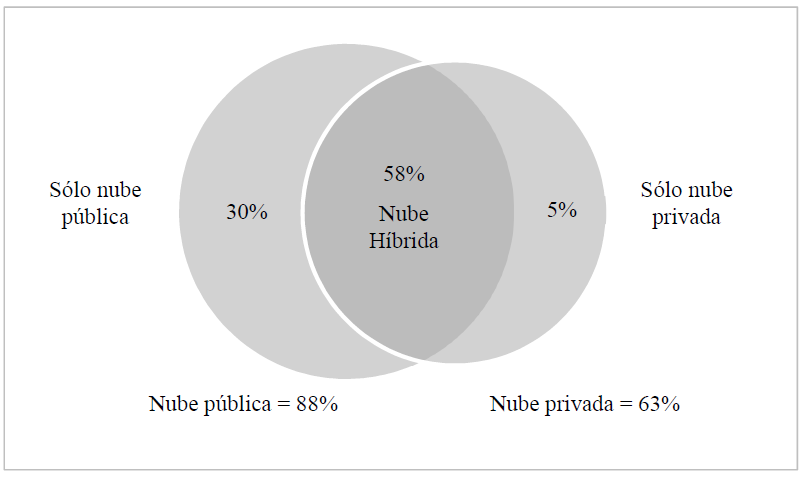 Sólo nube
pública
30%
58%
Nube
Híbrida
5%
Sólo nube
privada
Nube pública = 88%
Nube privada = 63%